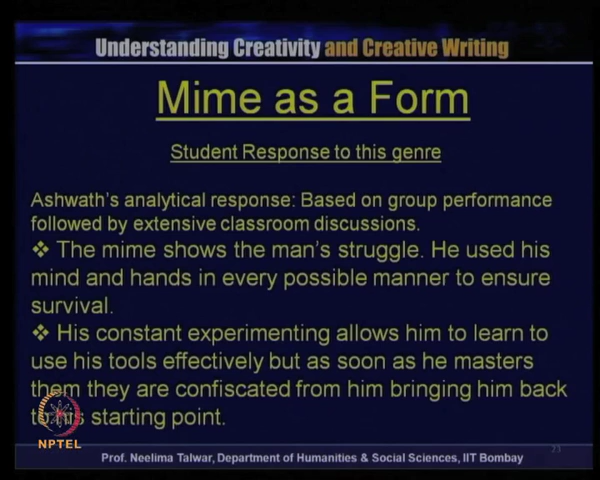 Understanding Creativity and Creative Writing
Mime as a Form
Student Response to this genre
Ashwath's analytical response: Based on group performance
followed by extensive classroom discussions.
❖ The mime shows the man's struggle. He used his
mind and hands in every possible manner to ensure
survival.
❖ His constant experimenting allows him to learn to
use his tools effectively but as soon as he masters
them they are confiscated from him bringing him back
to his starting point.
NPTEL
Prof. Neelima Talwar, Department of Humanities & Social Sciences, IIT Bombay
23